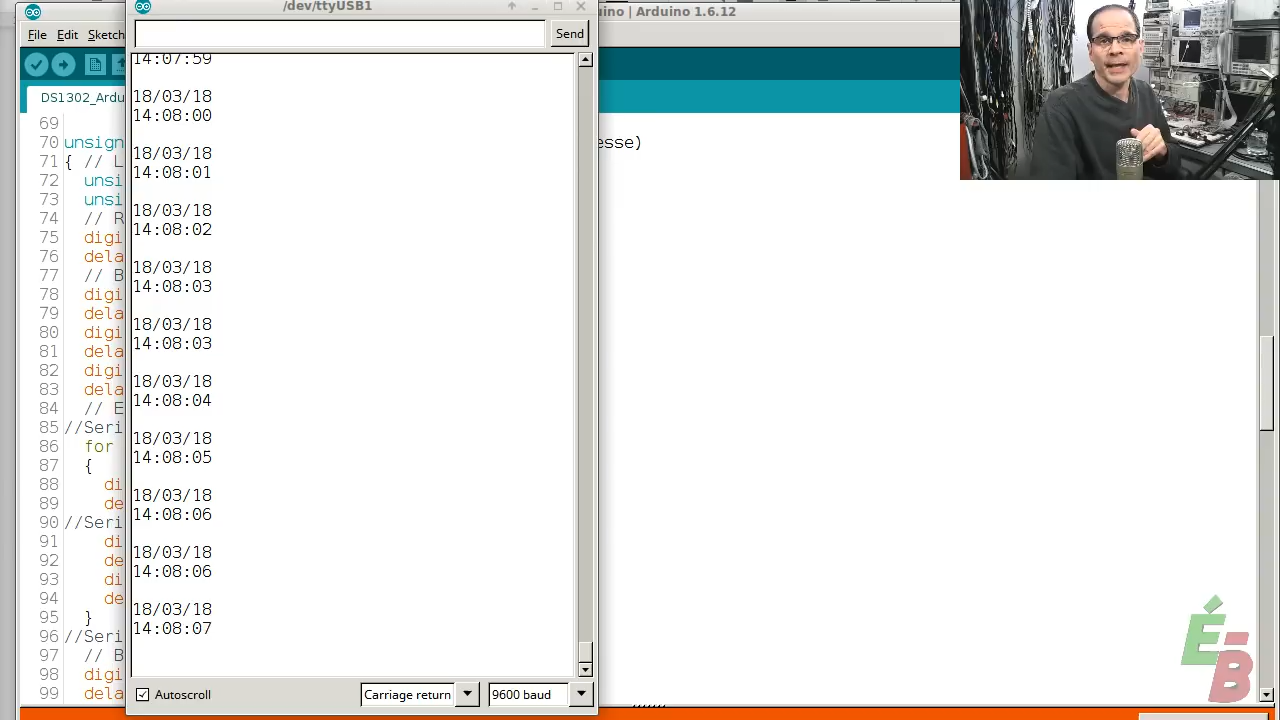 /dev/ttyUSB1
| Arduino 1.6.12
File Edit Sketch
Send
14:07:59
DS1302_Ardu
18/03/18
14:08:00
18/03/18
14:08:01
18/03/18
14:08:02
18/03/18
14:08:03
18/03/18
14:08:03
18/03/18
14:08:04
18/03/18
14:08:05
18/03/18
14:08:06
18/03/18
14:08:06
18/03/18
14:08:07
69
70 unsign esse)
71 { // L
72 unsi
73 unsi
74 // R
75 digi
76 dela
77 // B
78 digi
79 dela
80 digi
81 dela
82 digi
83 dela
84 // E
85 //Seri
86 for
87 {
88 di
89 de
90 //Seri
91 di
92 de
93 di
94 de
95 }
96 //Seri
97 // B
98 digi
99 dela
Autoscroll
Carriage return
9600 baud
É-B